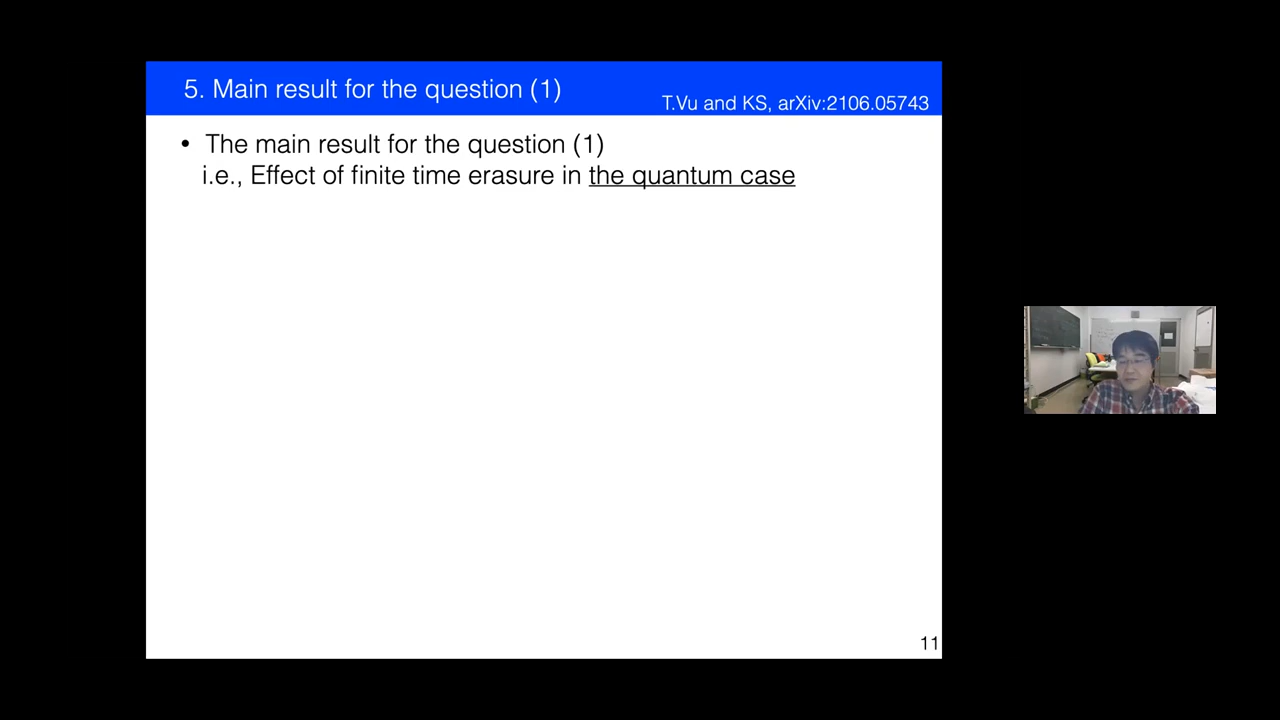 5. Main result for the question (1)
T.Vu and KS, arXiv:2106.05743
• The main result for the question (1)
i.e., Effect of finite time erasure in the quantum case
11